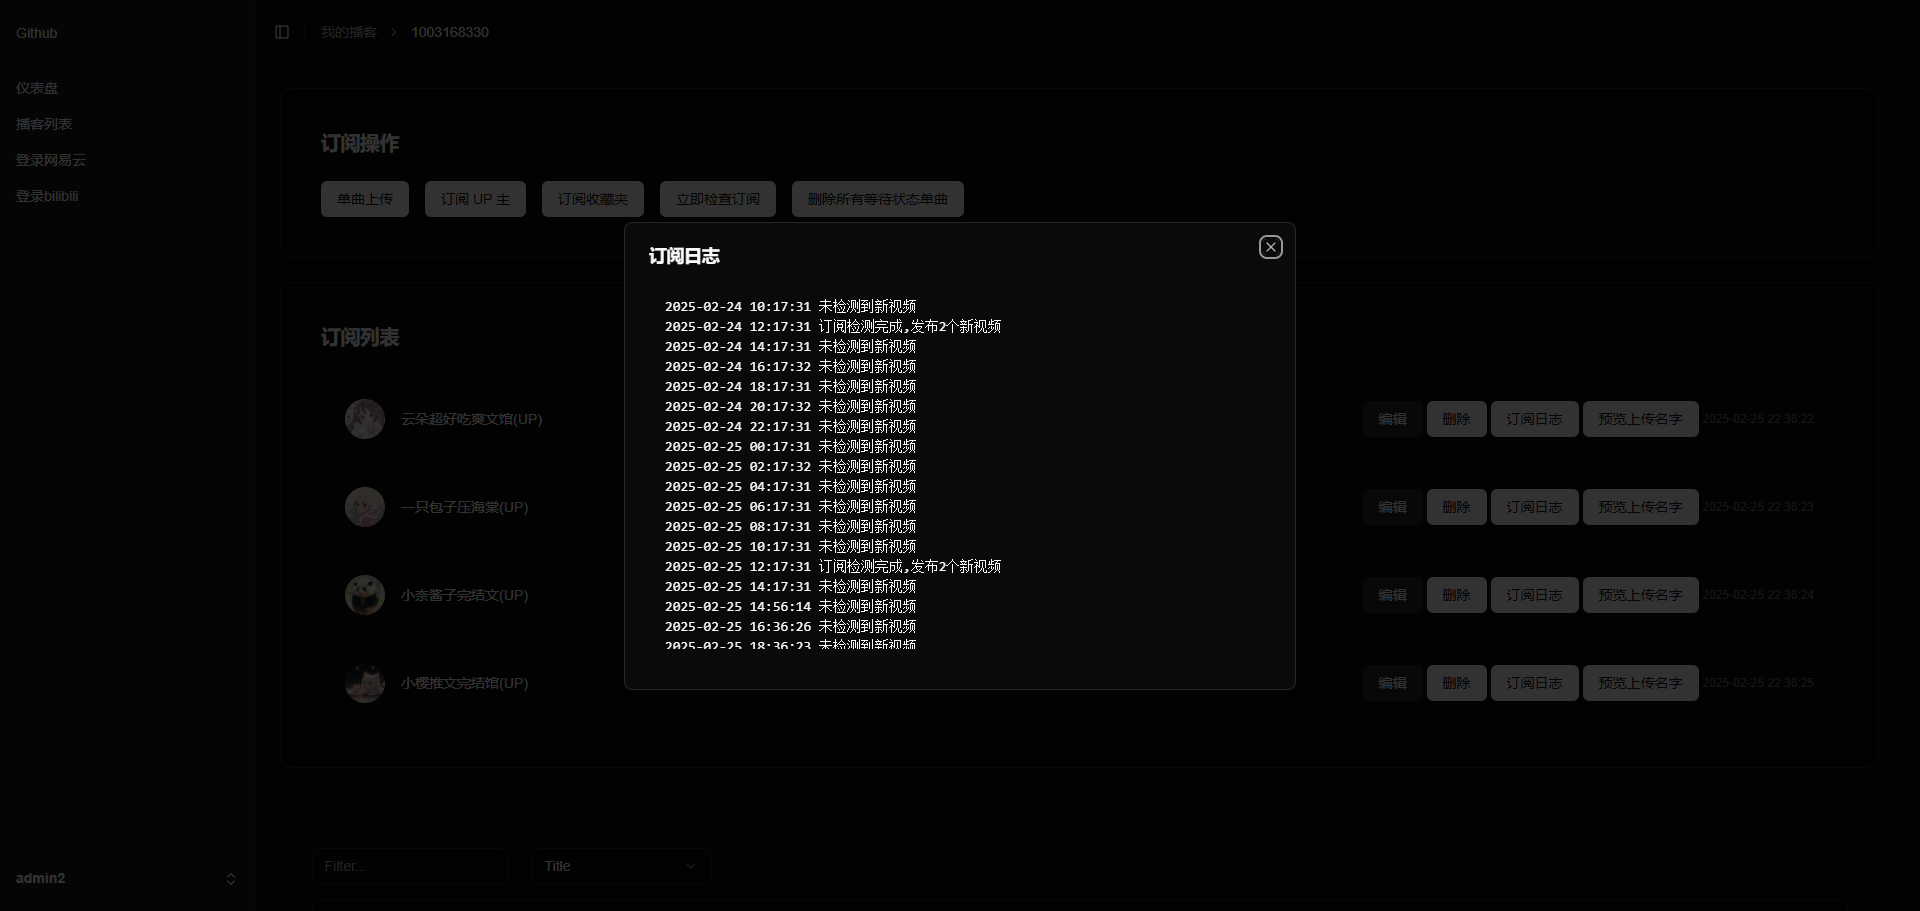 Github
仪表盘
播客列表
登录网易云
登录bilibili
admin2
我的播客 > 1003168330
订阅操作
单曲上传 订阅 UP 主 订阅收藏夹 立即检查订阅 删除所有等待状态单曲
订阅日志
2025-02-24 10:17:31 未检测到新视频
2025-02-24 12:17:31 订阅检测完成,发布2个新视频
2025-02-24 14:17:31 未检测到新视频
2025-02-24 16:17:32 未检测到新视频
2025-02-24 18:17:31 未检测到新视频
2025-02-24 20:17:32 未检测到新视频
2025-02-24 22:17:31 未检测到新视频
2025-02-25 00:17:31 未检测到新视频
2025-02-25 02:17:32 未检测到新视频
2025-02-25 04:17:31 未检测到新视频
2025-02-25 06:17:31 未检测到新视频
2025-02-25 08:17:31 未检测到新视频
2025-02-25 10:17:31 未检测到新视频
2025-02-25 12:17:31 订阅检测完成,发布2个新视频
2025-02-25 14:17:31 未检测到新视频
2025-02-25 14:56:14 未检测到新视频
2025-02-25 16:36:26 未检测到新视频
2025-02-25 18:36:23 未检测到新视频
订阅列表
云朵超好吃爽文馆(UP) 编辑 删除 订阅日志 预览上传名字 2025-02-25 22:36:22
一只包子压海棠(UP) 编辑 删除 订阅日志 预览上传名字 2025-02-25 22:36:23
小奈酱子完结文(UP) 编辑 删除 订阅日志 预览上传名字 2025-02-25 22:36:24
小樱推文完结馆(UP) 编辑 删除 订阅日志 预览上传名字 2025-02-25 22:36:25
Filter... Title